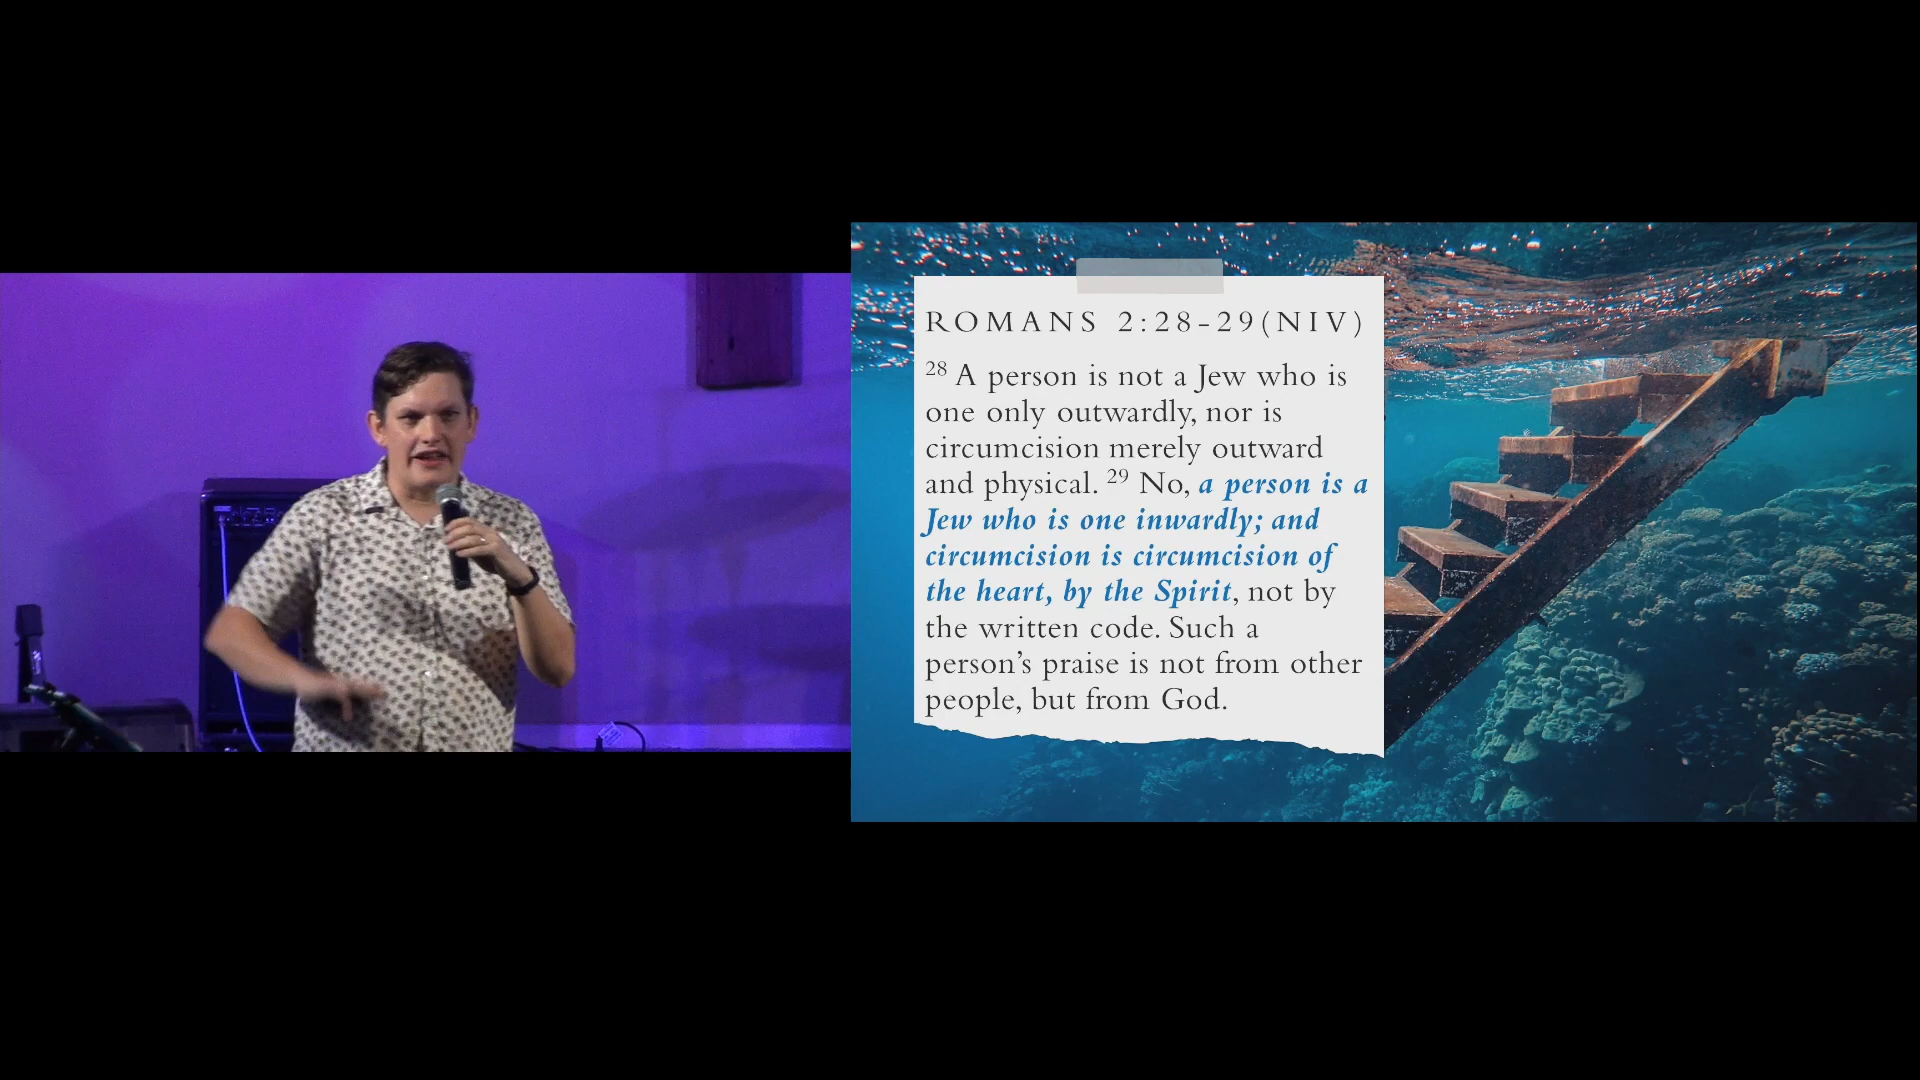 ROMANS 2:28-29(NIV)
28 A person is not a Jew who is
one only outwardly, nor is
circumcision merely outward
and physical. 29 No, a person is a
Jew who is one inwardly; and
circumcision is circumcision of
the heart, by the Spirit, not by
the written code. Such a
person’s praise is not from other
people, but from God.